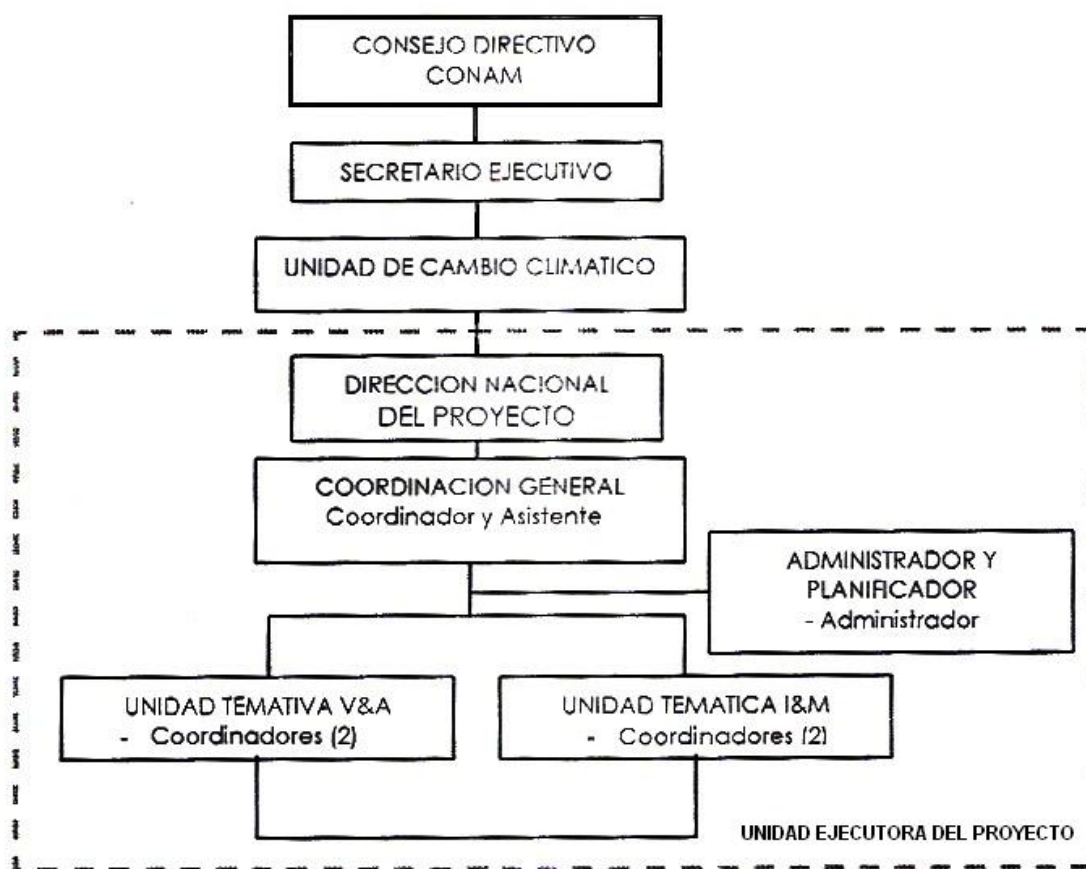 CONSEJO DIRECTIVO
CONAM
SECRETARIO EJECUTIVO
UNIDAD DE CAMBIO CLIMATICO
DIRECCION NACIONAL
DEL PROYECTO
COORDINACION GENERAL
Coordinador y Asistente
ADMINISTRADOR Y
PLANIFICADOR
- Administrador
UNIDAD TEMATIVA V&A
- Coordinadores (2)
UNIDAD TEMATICA I&M
- Coordinadores (2)
UNIDAD EJECUTORA DEL PROYECTO